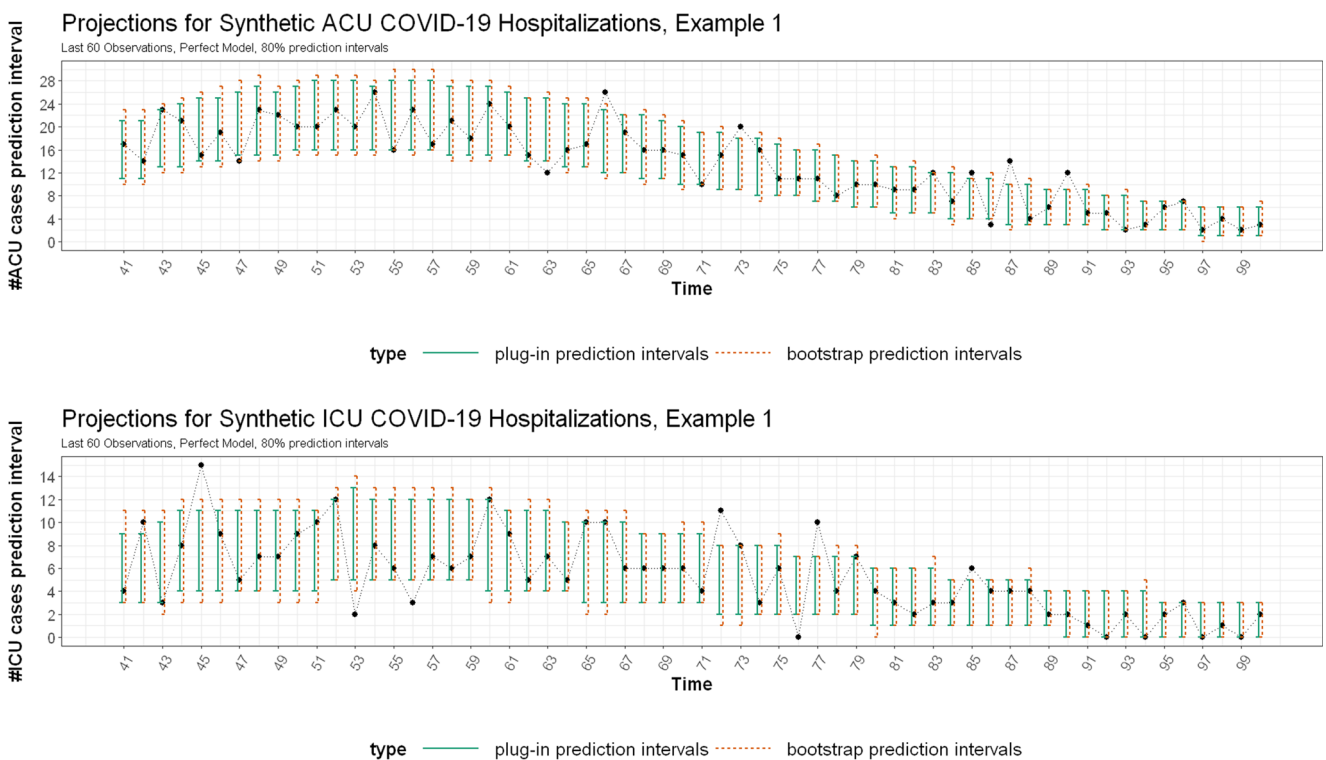 Projections for Synthetic ACU COVID-19 Hospitalizations, Example 1
Last 60 Observations, Perfect Model, 80% prediction intervals
#ACU cases prediction interval
28
24
20
16
12
8
4
0
41 43 45 47 49 51 53 55 57 59 61 63 65 67 69 71 73 75 77 79 81 83 85 87 89 91 93 95 97 99
Time
type plug-in prediction intervals bootstrap prediction intervals
Projections for Synthetic ICU COVID-19 Hospitalizations, Example 1
Last 60 Observations, Perfect Model, 80% prediction intervals
#ICU cases prediction interval
14
12
10
8
6
4
2
0
41 43 45 47 49 51 53 55 57 59 61 63 65 67 69 71 73 75 77 79 81 83 85 87 89 91 93 95 97 99
Time
type plug-in prediction intervals bootstrap prediction intervals